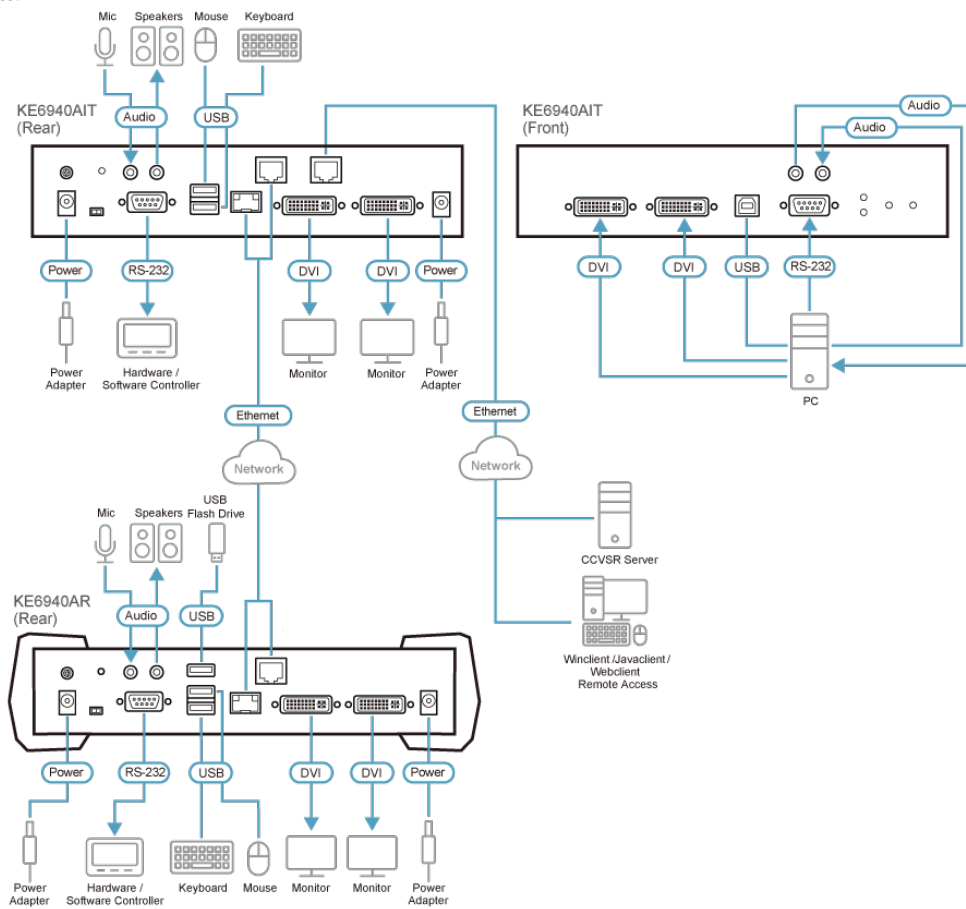 Mic
Speakers
Mouse
Keyboard
KE6940AIT
(Rear)
Audio
USB
KE6940AIT
(Front)
Audio
Audio
Power
RS-232
DVI
DVI
Power
DVI
DVI
USB
RS-232
Power
Adapter
Hardware /
Software Controller
Monitor
Monitor
Power
Adapter
PC
Ethernet
Ethernet
Network
Network
Mic
Speakers
USB
Flash Drive
CCVSR Server
KE6940AR
(Rear)
Audio
USB
Winclient /Javaclient /
Webclient
Remote Access
Power
RS-232
USB
DVI
DVI
Power
Power
Adapter
Hardware /
Software Controller
Keyboard
Mouse
Monitor
Monitor
Power
Adapter